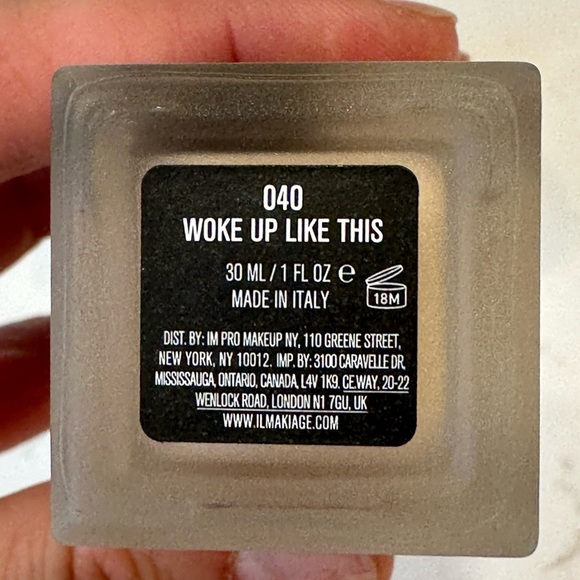 040
WOKE UP LIKE THIS
30 ML / 1 FL OZ ℮
MADE IN ITALY
18M
DIST. BY: IM PRO MAKEUP NY, 110 GREENE STREET,
NEW YORK, NY 10012. IMP. BY: 3100 CARAVELLE DR,
MISSISSAUGA, ONTARIO, CANADA, L4V 1K9. CE.WAY, 20-22
WENLOCK ROAD, LONDON N1 7GU, UK
WWW.ILMAKIAGE.COM